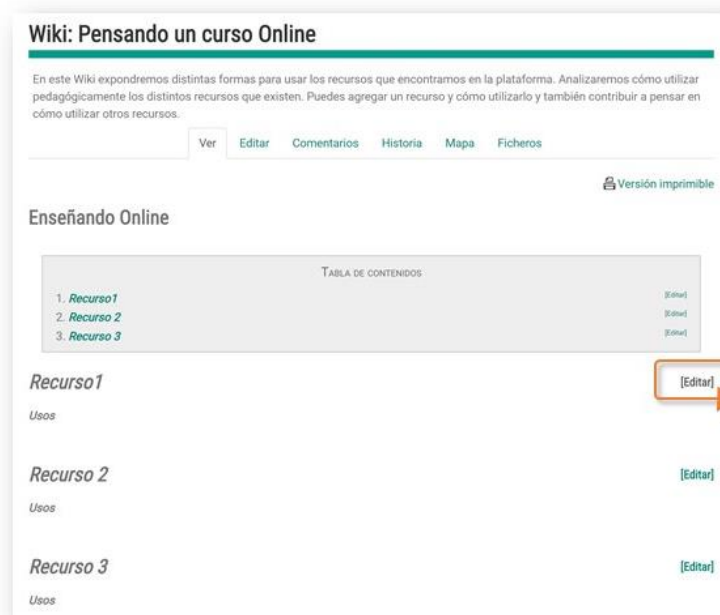 Wiki: Pensando un curso Online
En este Wiki expondremos distintas formas para usar los recursos que encontramos en la plataforma. Analizaremos cómo utilizar
pedagógicamente los distintos recursos que existen. Puedes agregar un recurso y cómo utilizarlo y también contribuir a pensar en
cómo utilizar otros recursos.
Ver Editar Comentarios Historia Mapa Ficheros
Versión imprimible
Enseñando Online
TABLA DE CONTENIDOS
1. Recurso1 [Editar]
2. Recurso 2 [Editar]
3. Recurso 3 [Editar]
Recurso1 [Editar]
Usos
Recurso 2 [Editar]
Usos
Recurso 3 [Editar]
Usos